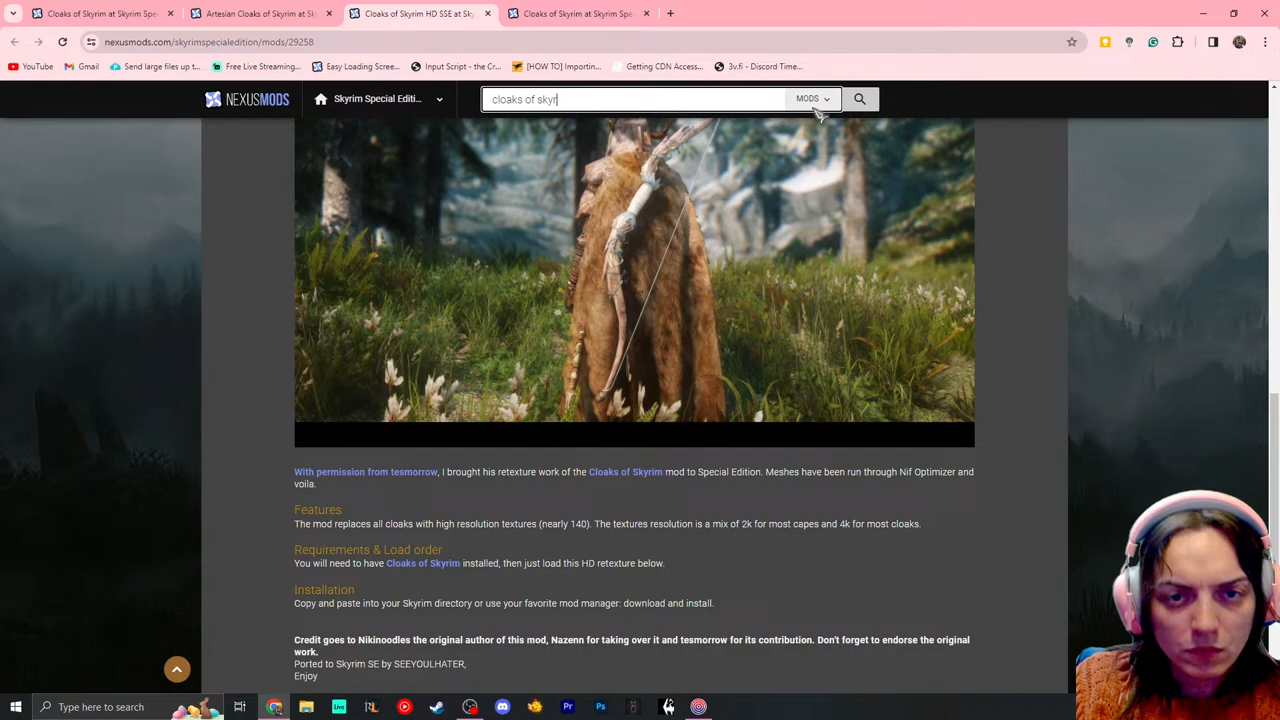 Cloaks of Skyrim at Skyrim Spe
Artesian Cloaks of Skyrim at Sk
Cloaks of Skyrim HD SSE at Sky
Cloaks of Skyrim at Skyrim Spe
nexusmods.com/skyrimspecialedition/mods/29258
YouTube
Gmail
Send large files up t...
Free Live Streaming...
Easy Loading Scree...
Input Script - the Cr...
[HOW TO] Importin...
Getting CDN Access...
3v.fi - Discord Time...
NEXUSMODS
Skyrim Special Editi...
cloaks of skyr
MODS
With permission from tesmorrow, I brought his retexture work of the Cloaks of Skyrim mod to Special Edition. Meshes have been run through Nif Optimizer and
voila.
Features
The mod replaces all cloaks with high resolution textures (nearly 140). The textures resolution is a mix of 2k for most capes and 4k for most cloaks.
Requirements & Load order
You will need to have Cloaks of Skyrim installed, then just load this HD retexture below.
Installation
Copy and paste into your Skyrim directory or use your favorite mod manager: download and install.
Credit goes to Nikinoodles the original author of this mod, Nazenn for taking over it and tesmorrow for its contribution. Don't forget to endorse the original
work.
Ported to Skyrim SE by SEEYOULHATER,
Enjoy
Type here to search
Live
Pr
Ps